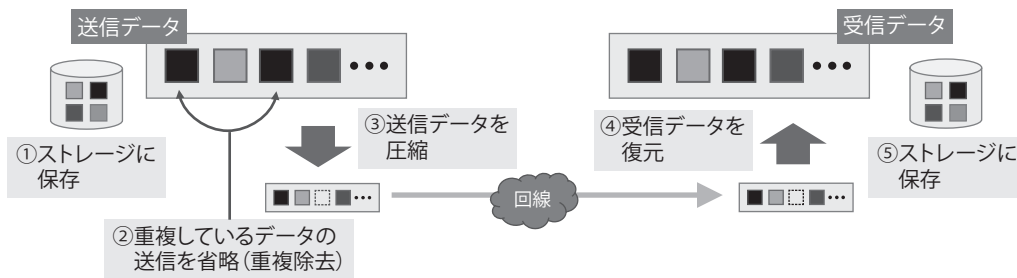 送信データ
受信データ
①ストレージに
保存
③送信データを
圧縮
④受信データを
復元
⑤ストレージに
保存
回線
②重複しているデータの
送信を省略(重複除去)